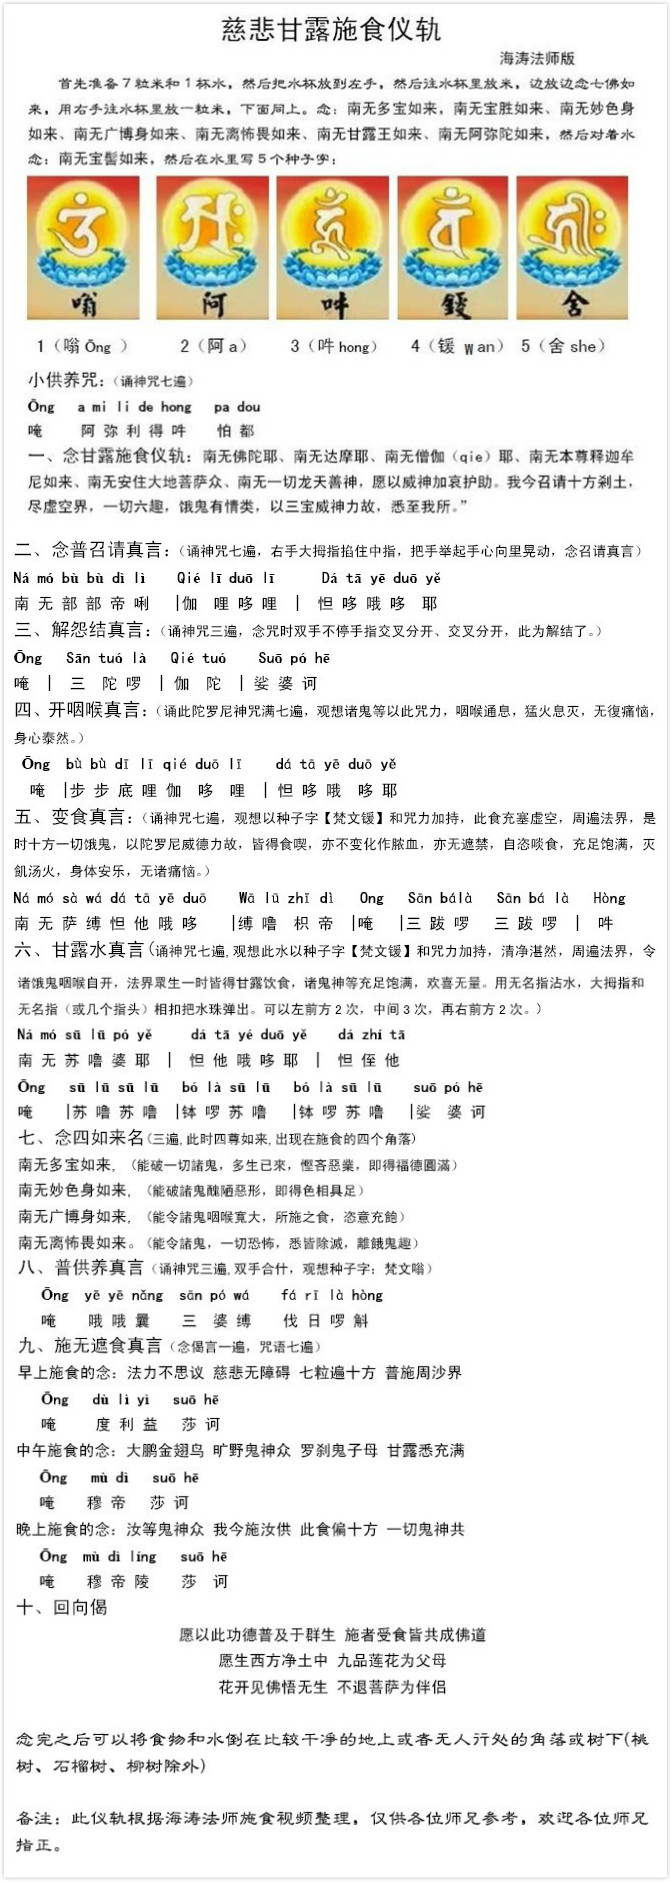 慈悲甘露施食仪轨
海涛法师版
首先准备7粒米和1杯水，然后把水杯放到左手，然后注水杯里放米，边放边念七佛如
来，用右手注水杯里放一粒米，下面同上。念：南无多宝如来，南无宝胜如来、南无妙色身
如来、南无广博身如来、南无离怖畏如来、南无甘露王如来、南无阿弥陀如来，然后对着水
念：南无宝髻如来，然后在水里写5个种子字：
嗡 阿 吽 鑁 舍
1（嗡 Ōng ） 2（阿 a） 3（吽 hong） 4（锾 wan） 5（舍 she）
小供养咒：（诵神咒七遍）
Ōng a mi li de hong pa dou
唵 阿 弥 利 得 吽 怕 都
一、念甘露施食仪轨：南无佛陀耶、南无达摩耶、南无僧伽（qie）耶、南无本尊释迦牟
尼如来、南无安住大地菩萨众、南无一切龙天善神，愿以威神加哀护助。我今召请十方剎土，
尽虚空界，一切六趣，饿鬼有情类，以三宝威神力故，悉至我所。”
二、念普召请真言：（诵神咒七遍，右手大拇指掐住中指，把手举起手心向里晃动，念召请真言）
Ná mó bù bù dì lì Qié lī duō lī Dá tā yē duō yě
南 无 部 部 帝 唎 |伽 哩 哆 哩 | 怛 哆 哦 哆 耶
三、解怨结真言：（诵神咒三遍，念咒时双手不停手指交叉分开、交叉分开，此为解结了。）
Ōng Sān tuó là Qié tuó Suō pó hē
唵 | 三 陀 啰 | 伽 陀 | 娑 婆 诃
四、开咽喉真言：（诵此陀罗尼神咒满七遍，观想诸鬼等以此咒力，咽喉通息，猛火息灭，无復痛恼，
身心泰然。）
Ōng bù bù dī lī qié duō lī dá tā yē duō yě
唵 |步 步 底 哩 伽 哆 哩 | 怛 哆 哦 哆 耶
五、变食真言：（诵神咒七遍，观想以种子字【梵文锾】和咒力加持，此食充塞虚空，周遍法界，是
时十方一切饿鬼，以陀罗尼威德力故，皆得食喫，亦不变化作脓血，亦无遮禁，自恣啖食，充足饱满，灭
飢汤火，身体安乐，无诸痛恼。）
Ná mó sà wá dá tā yē duō Wā lū zhī dì Ong Sān bálà Sān bá là Hòng
南 无 萨 缚 怛 他 哦 哆 |缚 噜 枳 帝 |唵 |三 跋 啰 三 跋 啰 | 吽
六、甘露水真言(诵神咒七遍,观想此水以种子字【梵文锾】和咒力加持，清净湛然，周遍法界，令
诸饿鬼咽喉自开，法界眾生一时皆得甘露饮食，诸鬼神等充足饱满，欢喜无量。用无名指沾水，大拇指和
无名指（或几个指头）相扣把水珠弹出。可以左前方2次，中间3次，再右前方2次。）
Ná mó sū lū pó yě dá tā yé duō yě dá zhí tā
南 无 苏 噜 婆 耶 | 怛 他 哦 哆 耶 | 怛 侄 他
Ōng sū lū sū lū bó là sū lū bó là sū lū suō pó hē
唵 |苏 噜 苏 噜 |钵 啰 苏 噜 |钵 啰 苏 噜 |娑 婆 诃
七、念四如来名(三遍,此时四尊如来,出现在施食的四个角落)
南无多宝如来, （能破一切諸鬼，多生已來，慳吝惡業，即得福德圓滿）
南无妙色身如来, （能破諸鬼醜陋惡形，即得色相具足）
南无广博身如来, （能令諸鬼咽喉寬大，所施之食，恣意充飽）
南无离怖畏如来。（能令諸鬼，一切恐怖，悉皆除滅，離餓鬼趣）
八、普供养真言（诵神咒三遍,双手合什，观想种子字：梵文嗡）
Ōng yē yē nǎng sān pó wá fá rī là hòng
唵 哦 哦 曩 三 婆 缚 伐 日 啰 斛
九、施无遮食真言（念偈言一遍，咒语七遍）
早上施食的念：法力不思议 慈悲无障碍 七粒遍十方 普施周沙界
Ōng dù lì yì suō hē
唵 度 利 益 莎 诃
中午施食的念：大鹏金翅鸟 旷野鬼神众 罗刹鬼子母 甘露悉充满
Ōng mù dì suō hē
唵 穆 帝 莎 诃
晚上施食的念：汝等鬼神众 我今施汝供 此食偏十方 一切鬼神共
Ōng mù dì líng suō hē
唵 穆 帝 陵 莎 诃
十、回向偈
愿以此功德普及于群生 施者受食皆共成佛道
愿生西方净土中 九品莲花为父母
花开见佛悟无生 不退菩萨为伴侣
念完之后可以将食物和水倒在比较干净的地上或者无人行处的角落或树下(桃
树、石榴树、柳树除外)
备注：此仪轨根据海涛法师施食视频整理，仅供各位师兄参考，欢迎各位师兄
指正。